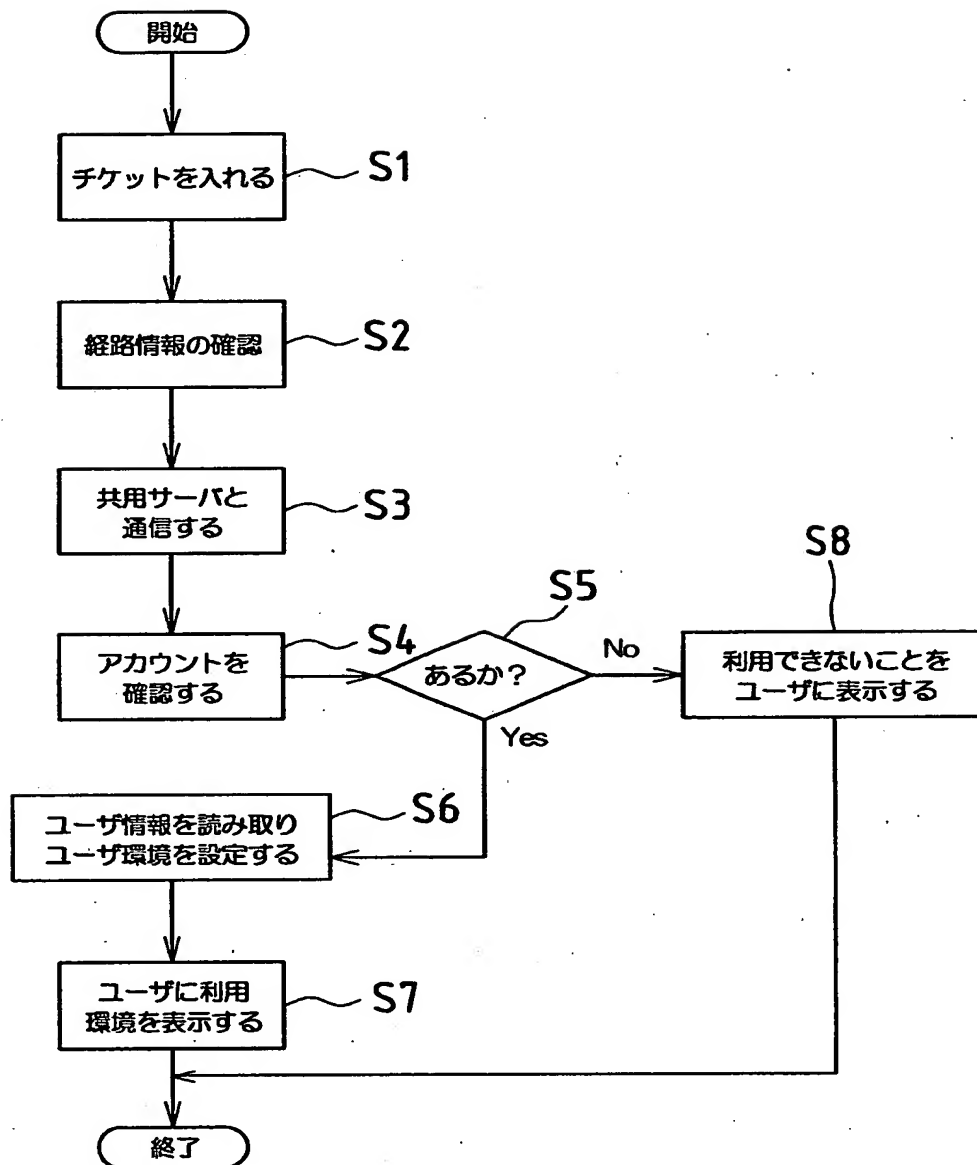 開始
チケットを入れる
S1
経路情報の確認
S2
共用サーバと
通信する
S3
アカウントを
確認する
S4
あるか？
S5
No
Yes
利用できないことを
ユーザに表示する
S8
ユーザ情報を読み取り
ユーザ環境を設定する
S6
ユーザに利用
環境を表示する
S7
終了